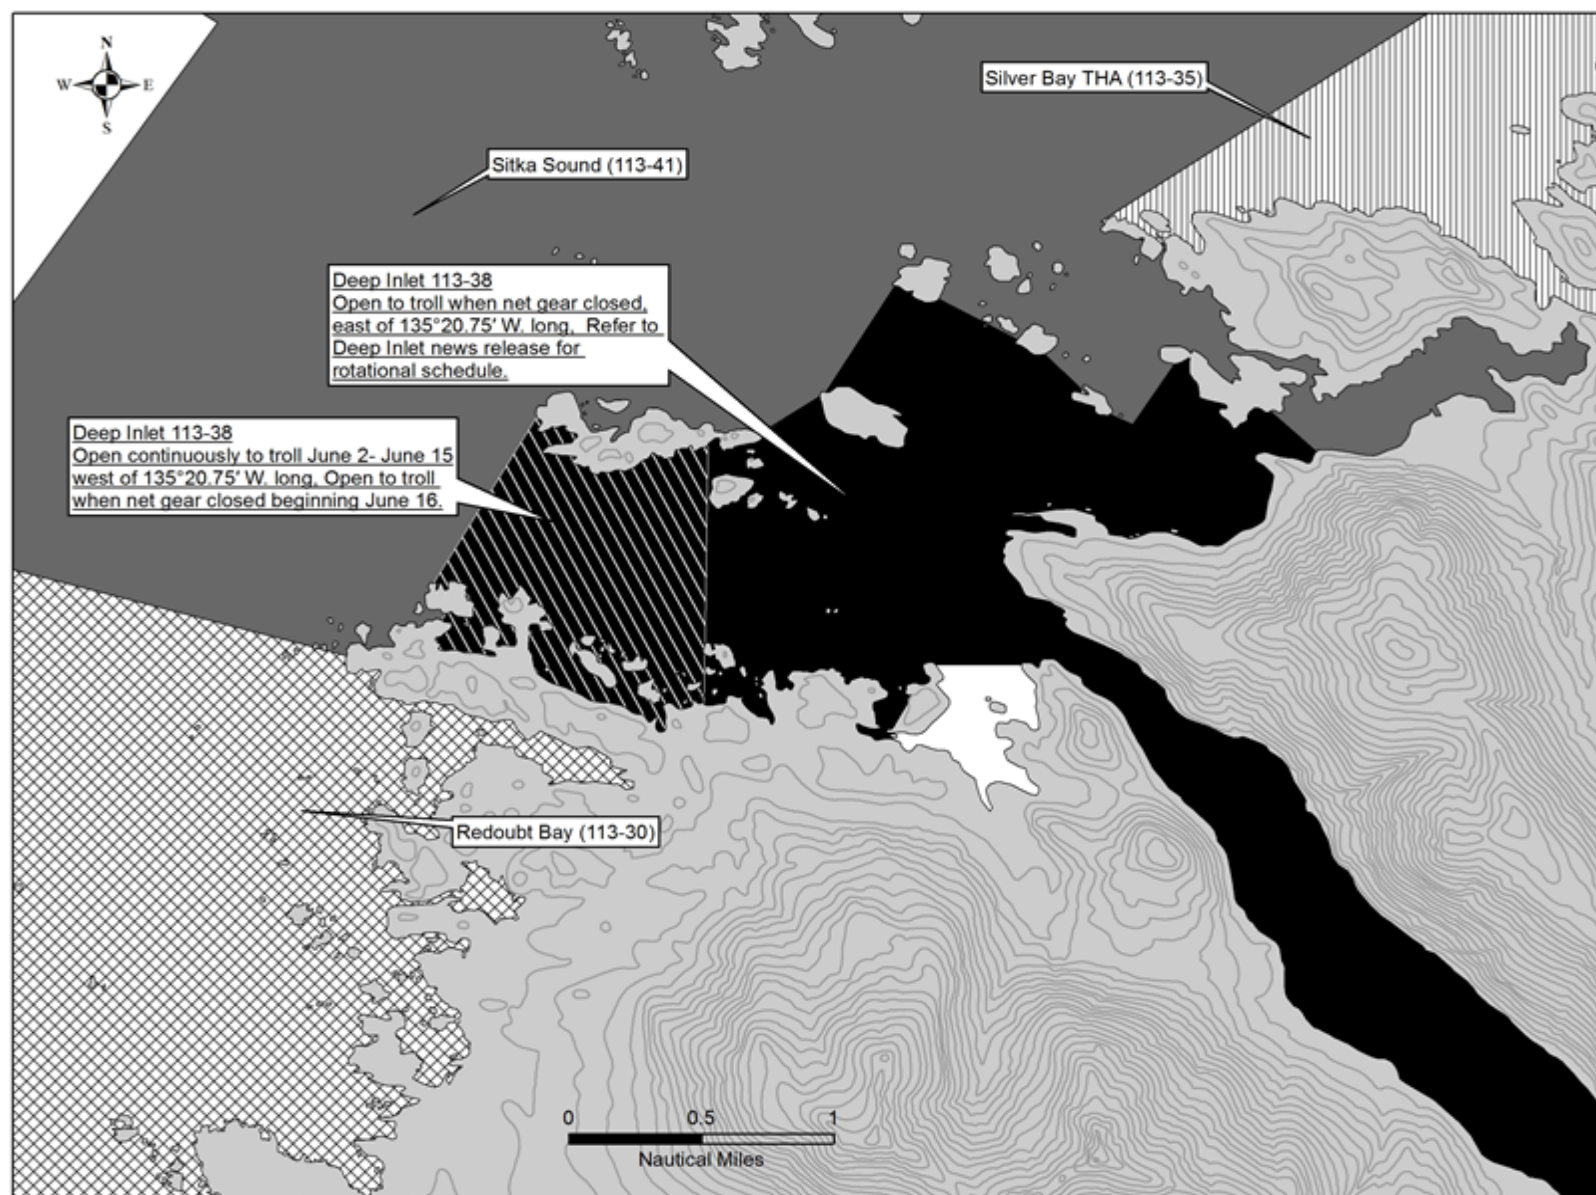 N
W E
S
Silver Bay THA (113-35)
Sitka Sound (113-41)
Deep Inlet 113-38
Open to troll when net gear closed,
east of 135°20.75' W. long, Refer to
Deep Inlet news release for
rotational schedule.
Deep Inlet 113-38
Open continuously to troll June 2- June 15
west of 135°20.75' W. long, Open to troll
when net gear closed beginning June 16.
Redoubt Bay (113-30)
0 0.5 1
Nautical Miles